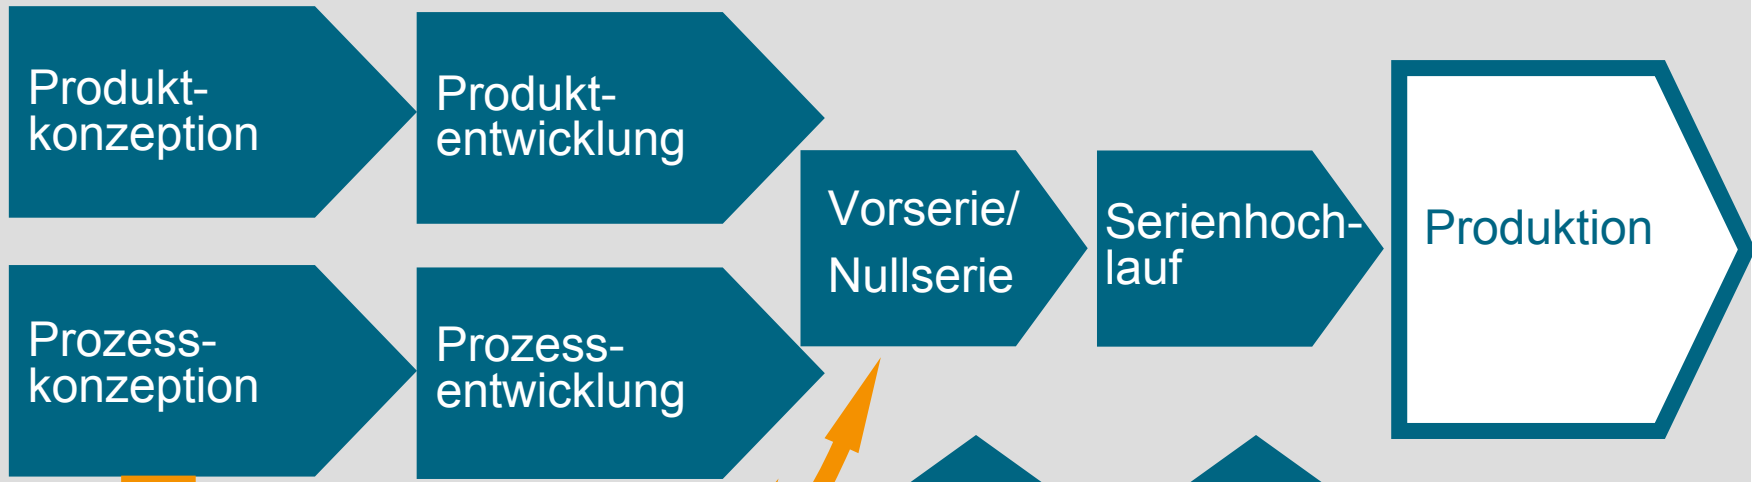 Produkt-
konzeption
Produkt-
entwicklung
Prozess-
konzeption
Prozess-
entwicklung
Vorserie/
Nullserie
Serienhoch-
lauf
Produktion